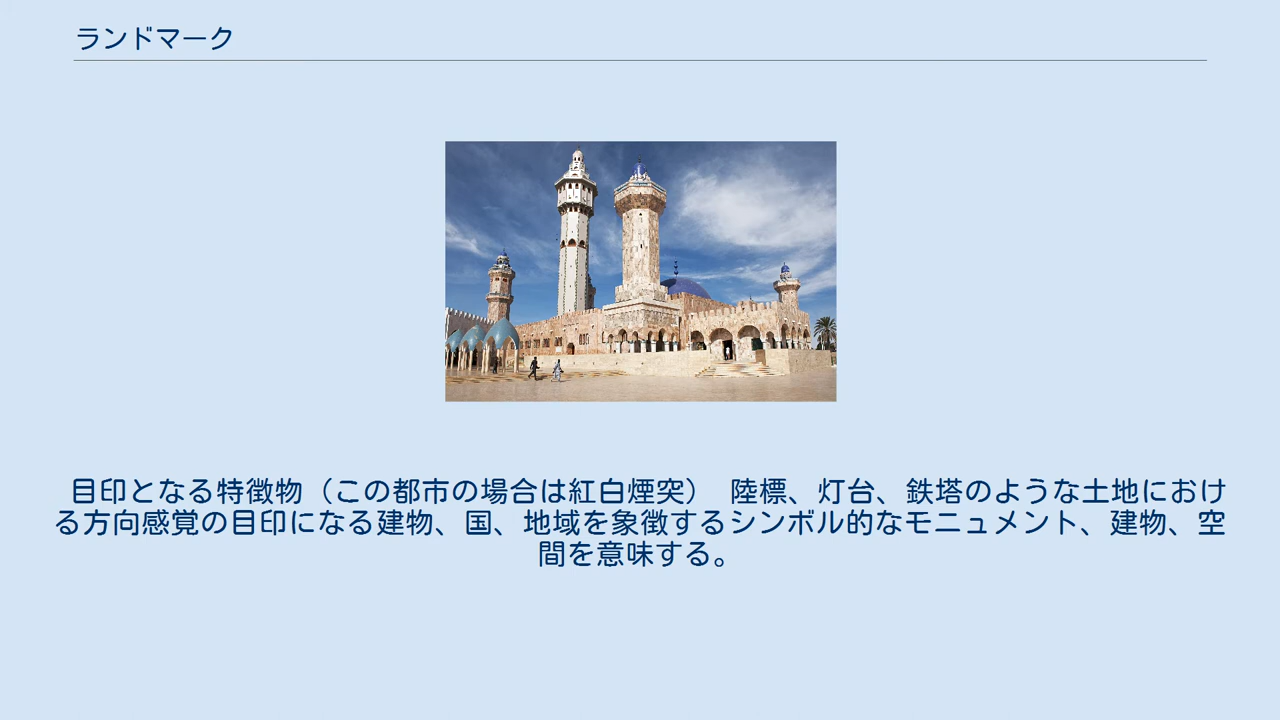 ランドマーク
目印となる特徴物（この都市の場合は紅白煙突）　陸標、灯台、鉄塔のような土地におけ
る方向感覚の目印になる建物、国、地域を象徴するシンボル的なモニュメント、建物、空
間を意味する。